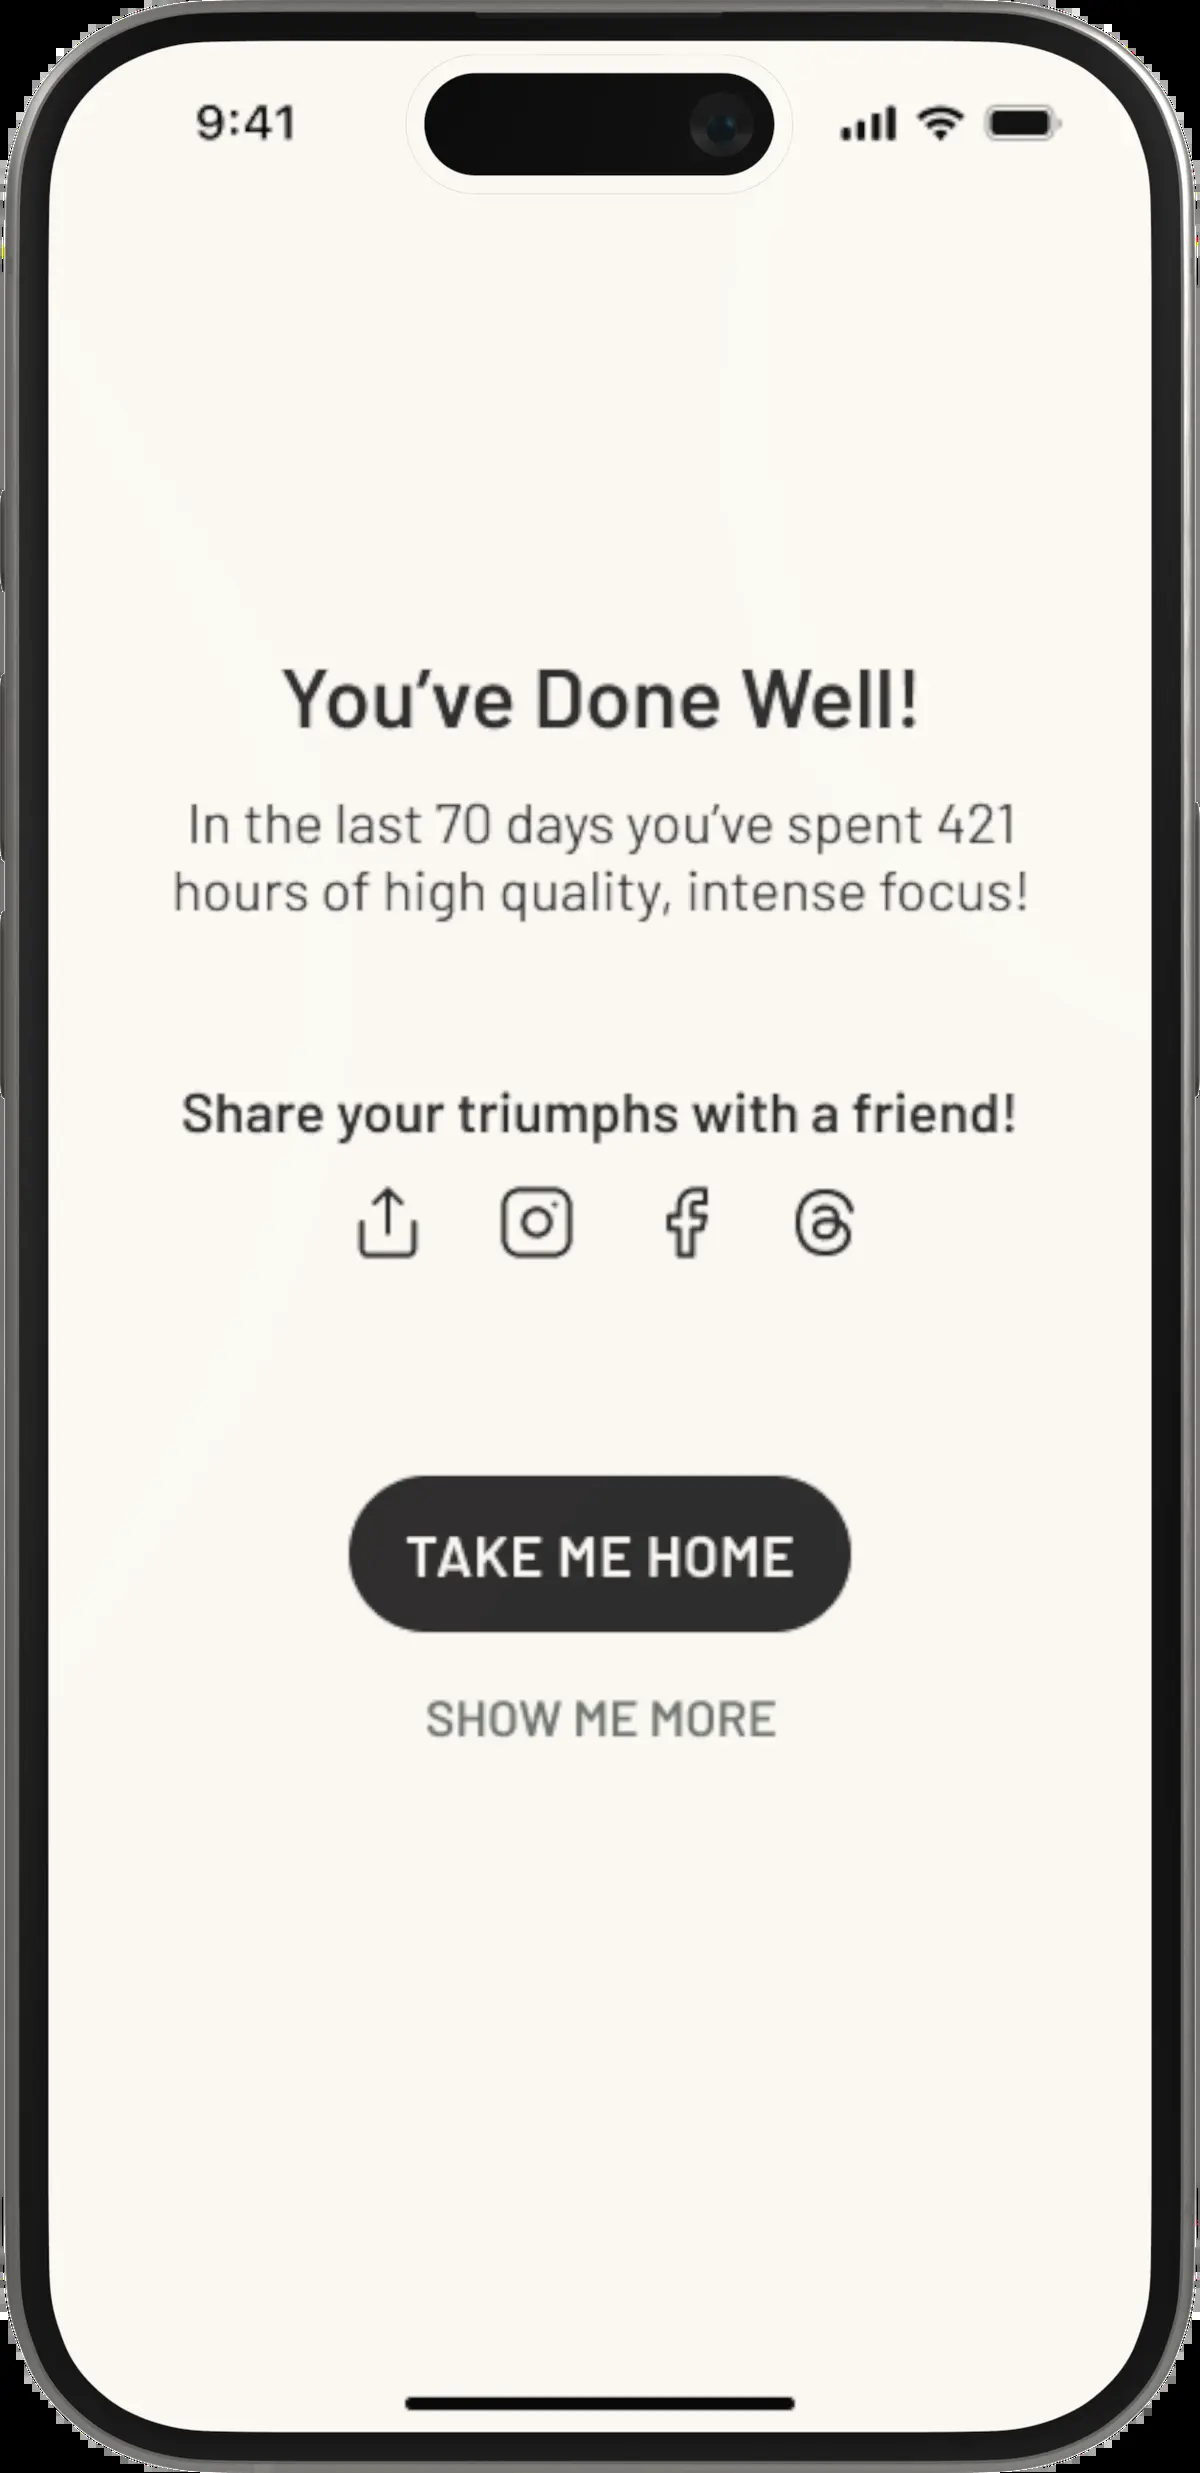 9:41
You’ve Done Well!
In the last 70 days you’ve spent 421
hours of high quality, intense focus!
Share your triumphs with a friend!
TAKE ME HOME
SHOW ME MORE